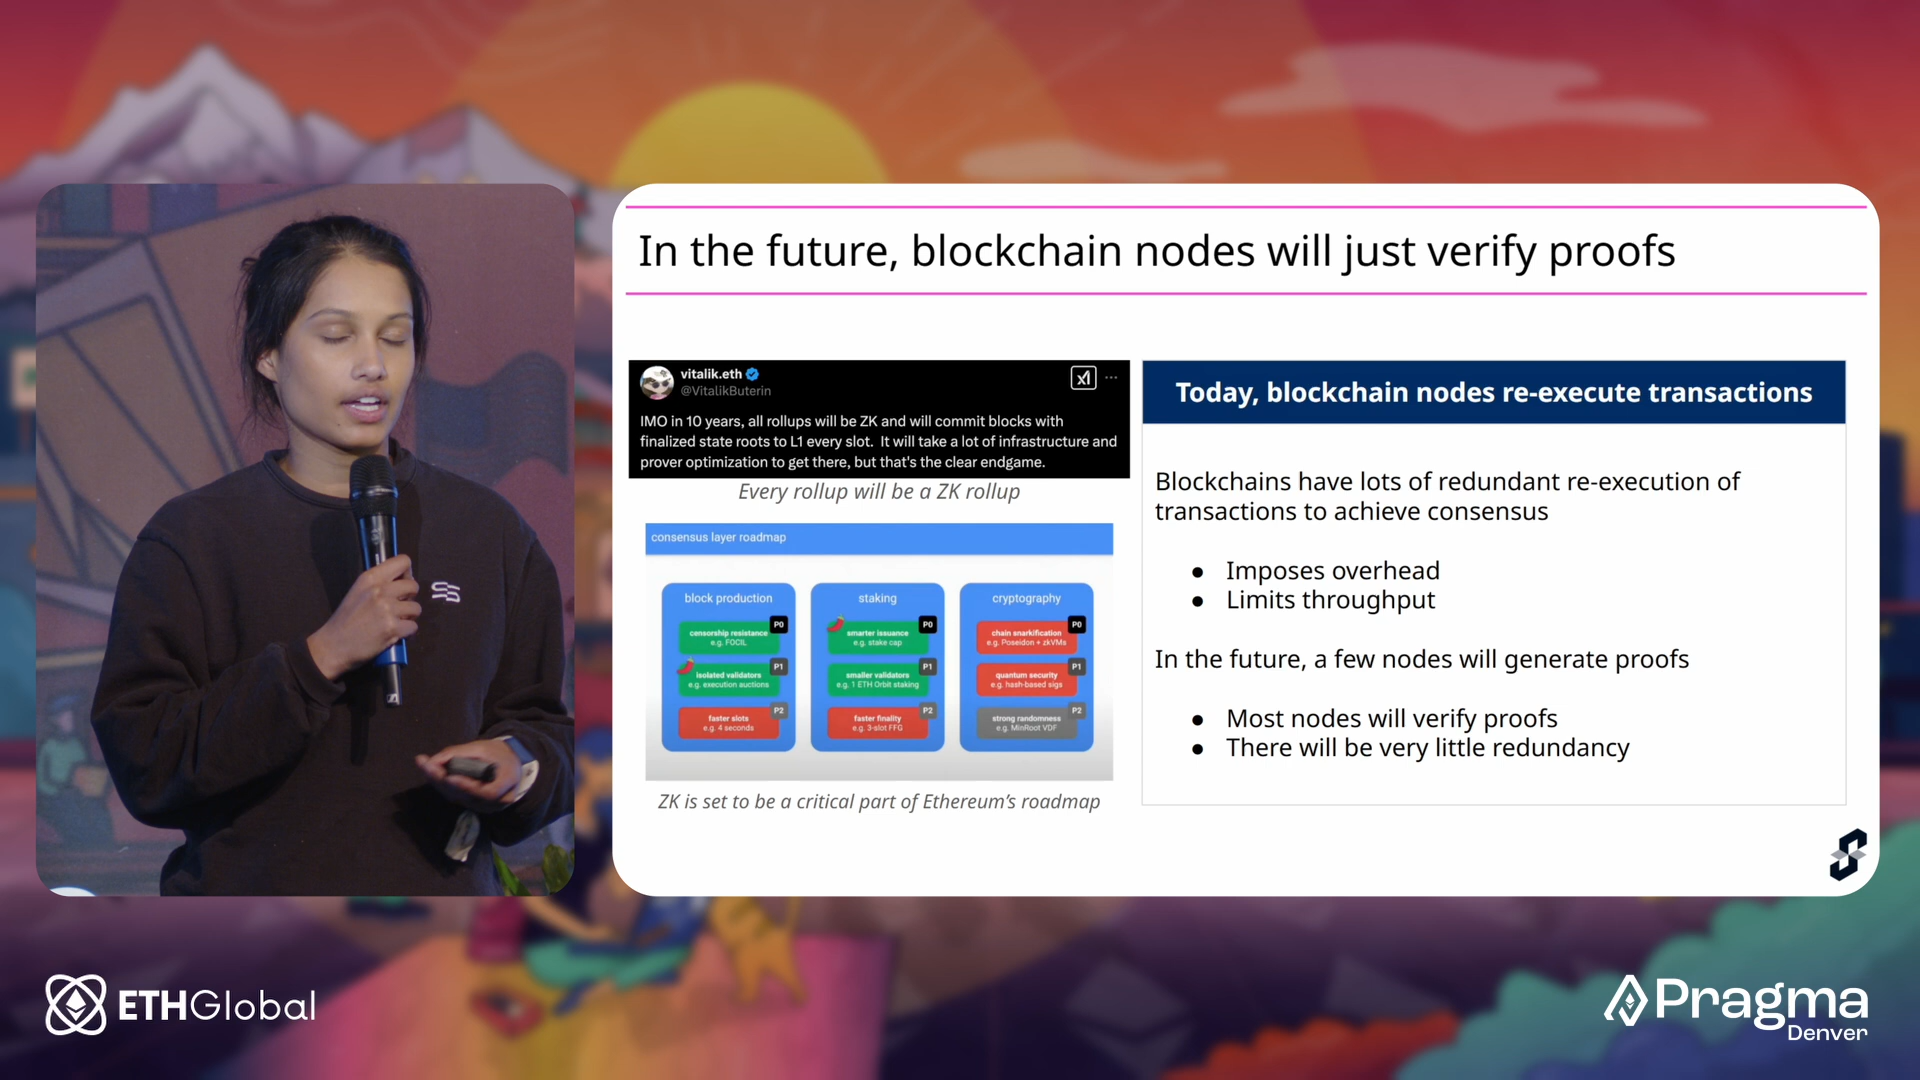 In the future, blockchain nodes will just verify proofs
vitalik.eth
@VitalikButerin
IMO in 10 years, all rollups will be ZK and will commit blocks with
finalized state roots to L1 every slot. It will take a lot of infrastructure and
prover optimization to get there, but that's the clear endgame.
Every rollup will be a ZK rollup
consensus layer roadmap
block production
censorship resistance
e.g. FOCIL
P0
isolated validators
e.g. execution auctions
P1
faster slots
e.g. 4 seconds
P2
staking
smarter issuance
e.g. stake cap
P0
smaller validators
e.g. 1 ETH Orbit staking
P1
faster finality
e.g. 3-slot FFG
P2
cryptography
chain snarkification
e.g. Poseidon + zkVMs
P0
quantum security
e.g. hash-based sigs
P1
strong randomness
e.g. MinRoot VDF
P2
ZK is set to be a critical part of Ethereum's roadmap
Today, blockchain nodes re-execute transactions
Blockchains have lots of redundant re-execution of
transactions to achieve consensus
● Imposes overhead
● Limits throughput
In the future, a few nodes will generate proofs
● Most nodes will verify proofs
● There will be very little redundancy
ETHGlobal
Pragma
Denver